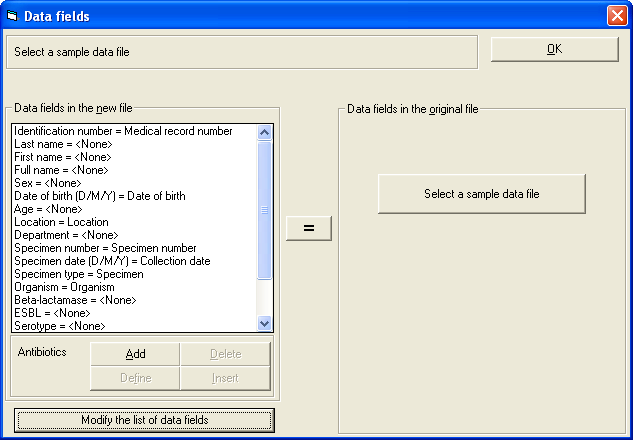 Data fields
Select a sample data file
OK
Data fields in the new file
Identification number = Medical record number
Last name = <None>
First name = <None>
Full name = <None>
Sex = <None>
Date of birth (D/M/Y) = Date of birth
Age = <None>
Location = Location
Department = <None>
Specimen number = Specimen number
Specimen date (D/M/Y) = Collection date
Specimen type = Specimen
Organism = Organism
Beta-lactamase = <None>
ESBL = <None>
Serotype = <None>
Antibiotics
Add
Delete
Define
Insert
Modify the list of data fields
=
Data fields in the original file
Select a sample data file